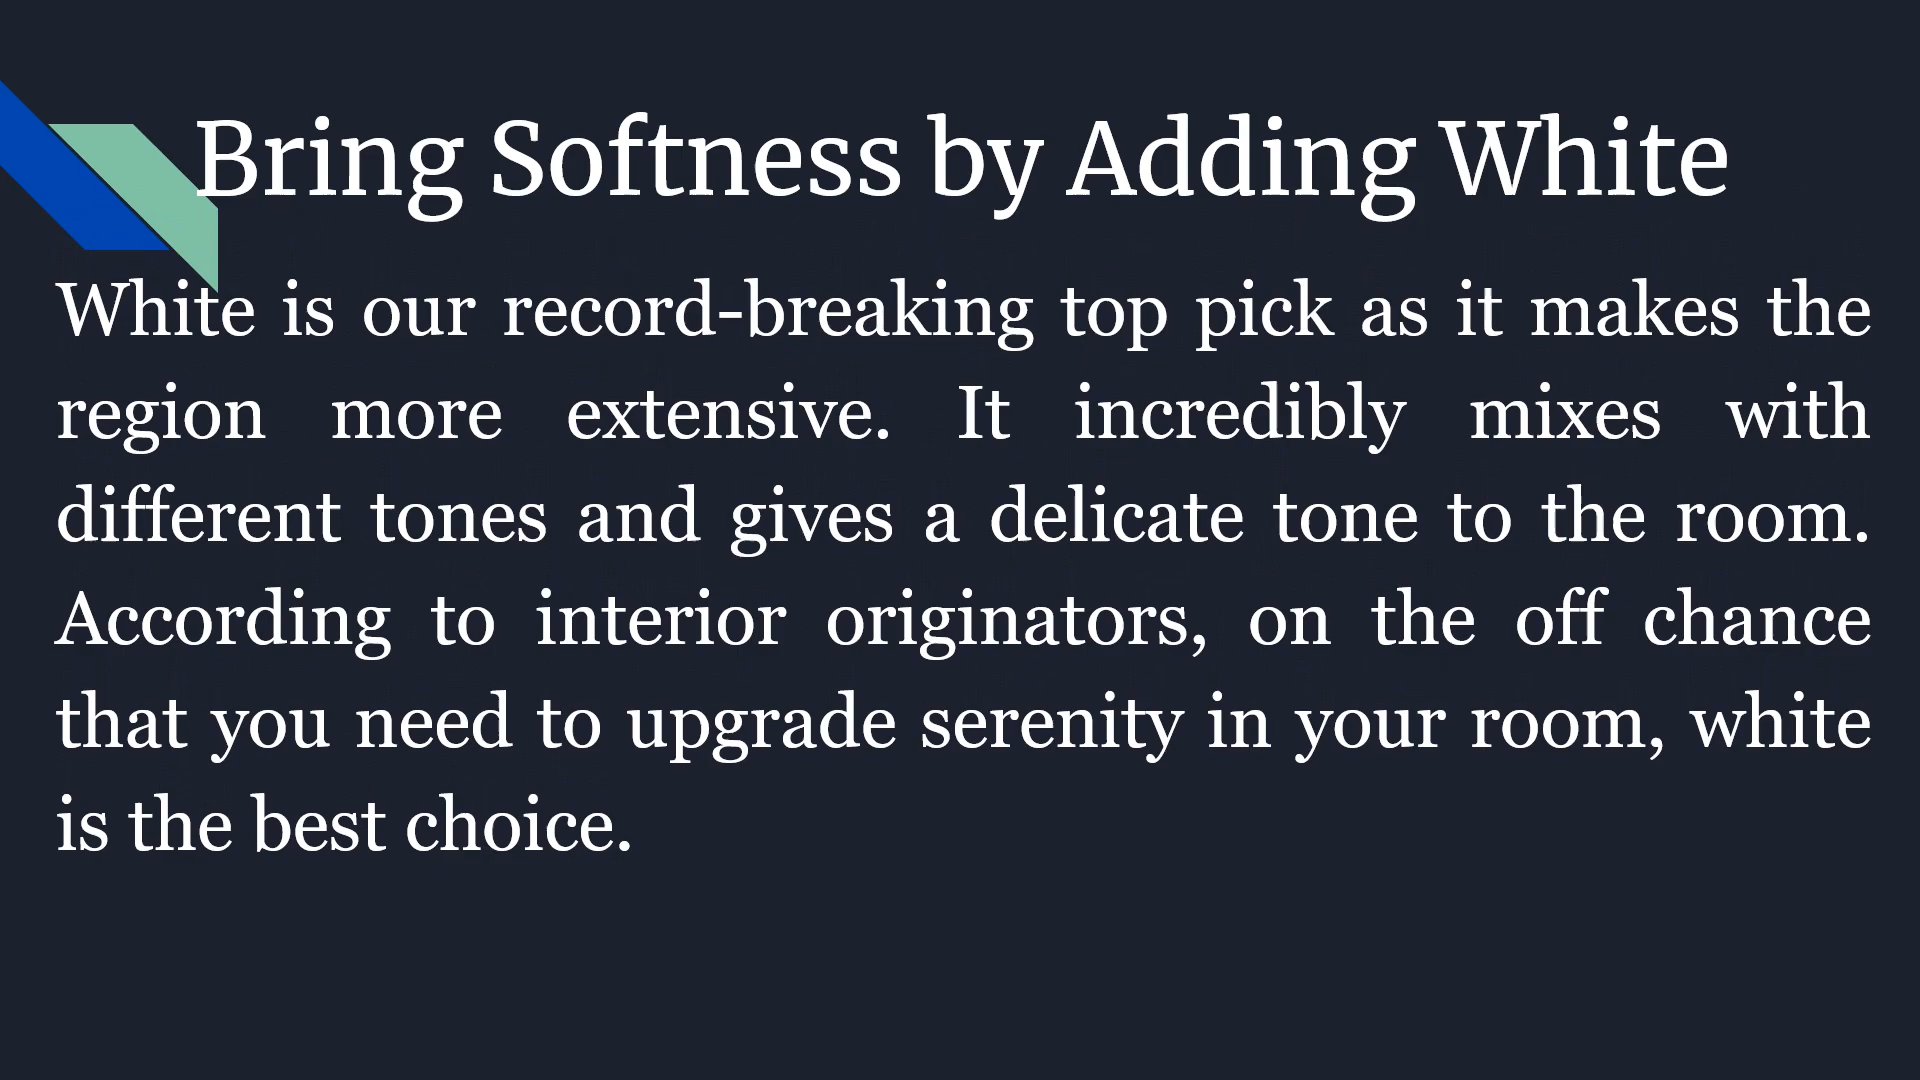 Bring Softness by Adding White
White is our record-breaking top pick as it makes the
region more extensive. It incredibly mixes with
different tones and gives a delicate tone to the room.
According to interior originators, on the off chance
that you need to upgrade serenity in your room, white
is the best choice.